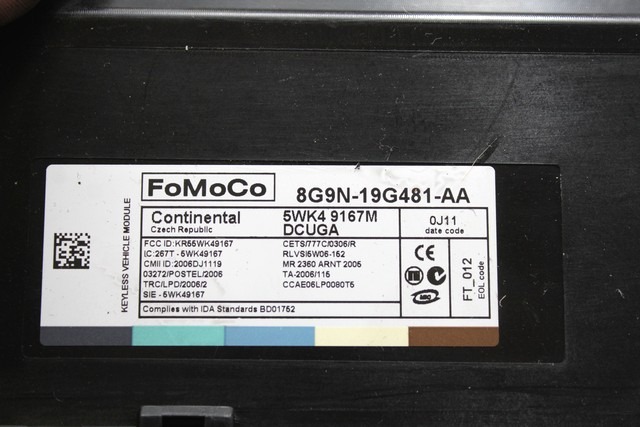 FoMoCo 8G9N-19G481-AA
KEYLESS VEHICLE MODULE
Continental 5WK4 9167M 0J11
Czech Republic DCUGA date code
FCC ID: KR55WK49167 CETS/777C/0306/R
IC: 267T - 5WK49167 RLVSI5W06-152
CMII ID: 2006DJ1119 MR 2350 ARNT 2005
03272/POSTEL/2006 TA-2006/115
TRC/LPD/2006/2 CCAE06LP0080T5
SIE - 5WK49167
Complies with IDA Standards BD01752
CE
FT_012
EOL code